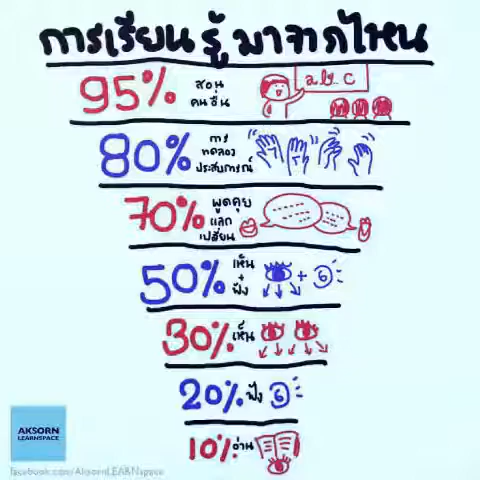 การเรียนรู้ มาจากไหน
95% สอน
คนอื่น
a b c
80% การ
ทดลอง
ประสบการณ์
70% พูดคุย
แลก
เปลี่ยน
50% เห็น
+
ฟัง
30% เห็น
20% ฟัง
10% อ่าน
AKSORN
LEARNSPACE
facebook.com/AksornLEARNspace